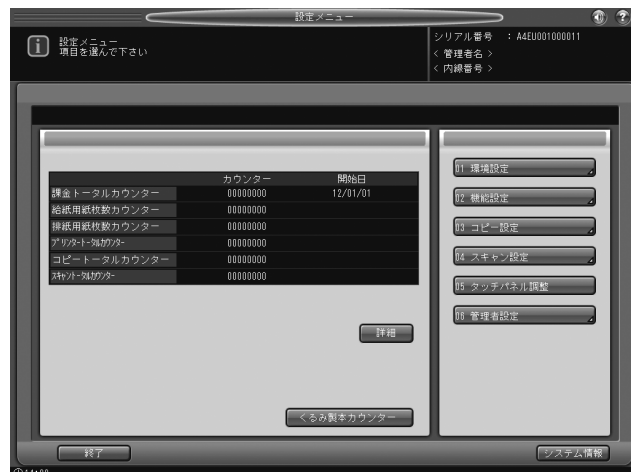 設定メニュー
設定メニュー
項目を選んで下さい
シリアル番号 : A4EU001000011
< 管理者名 >
< 内線番号 >
カウンター 開始日
課金トータルカウンター 00000000 12/01/01
給紙用紙枚数カウンター 00000000
排紙用紙枚数カウンター 00000000
プリンタートータルカウンター 00000000
コピートータルカウンター 00000000
スキャントータルカウンター 00000000
詳細
くるみ製本カウンター
01 環境設定
02 機能設定
03 コピー設定
04 スキャン設定
05 タッチパネル調整
06 管理者設定
終了
システム情報